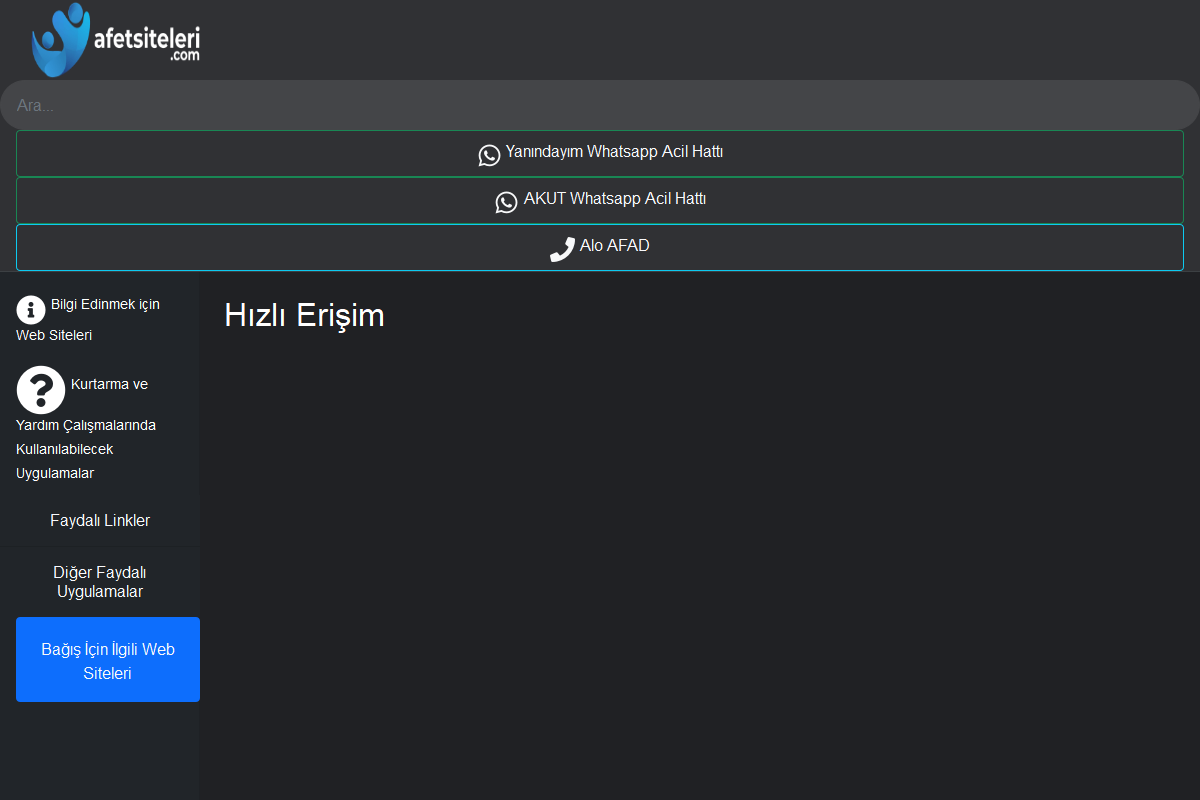 afetsiteleri
.com
Ara...
Yanındayım Whatsapp Acil Hattı
AKUT Whatsapp Acil Hattı
Alo AFAD
Bilgi Edinmek için
Web Siteleri
Hızlı Erişim
Kurtarma ve
Yardım Çalışmalarında
Kullanılabilecek
Uygulamalar
Faydalı Linkler
Diğer Faydalı
Uygulamalar
Bağış İçin İlgili Web
Siteleri